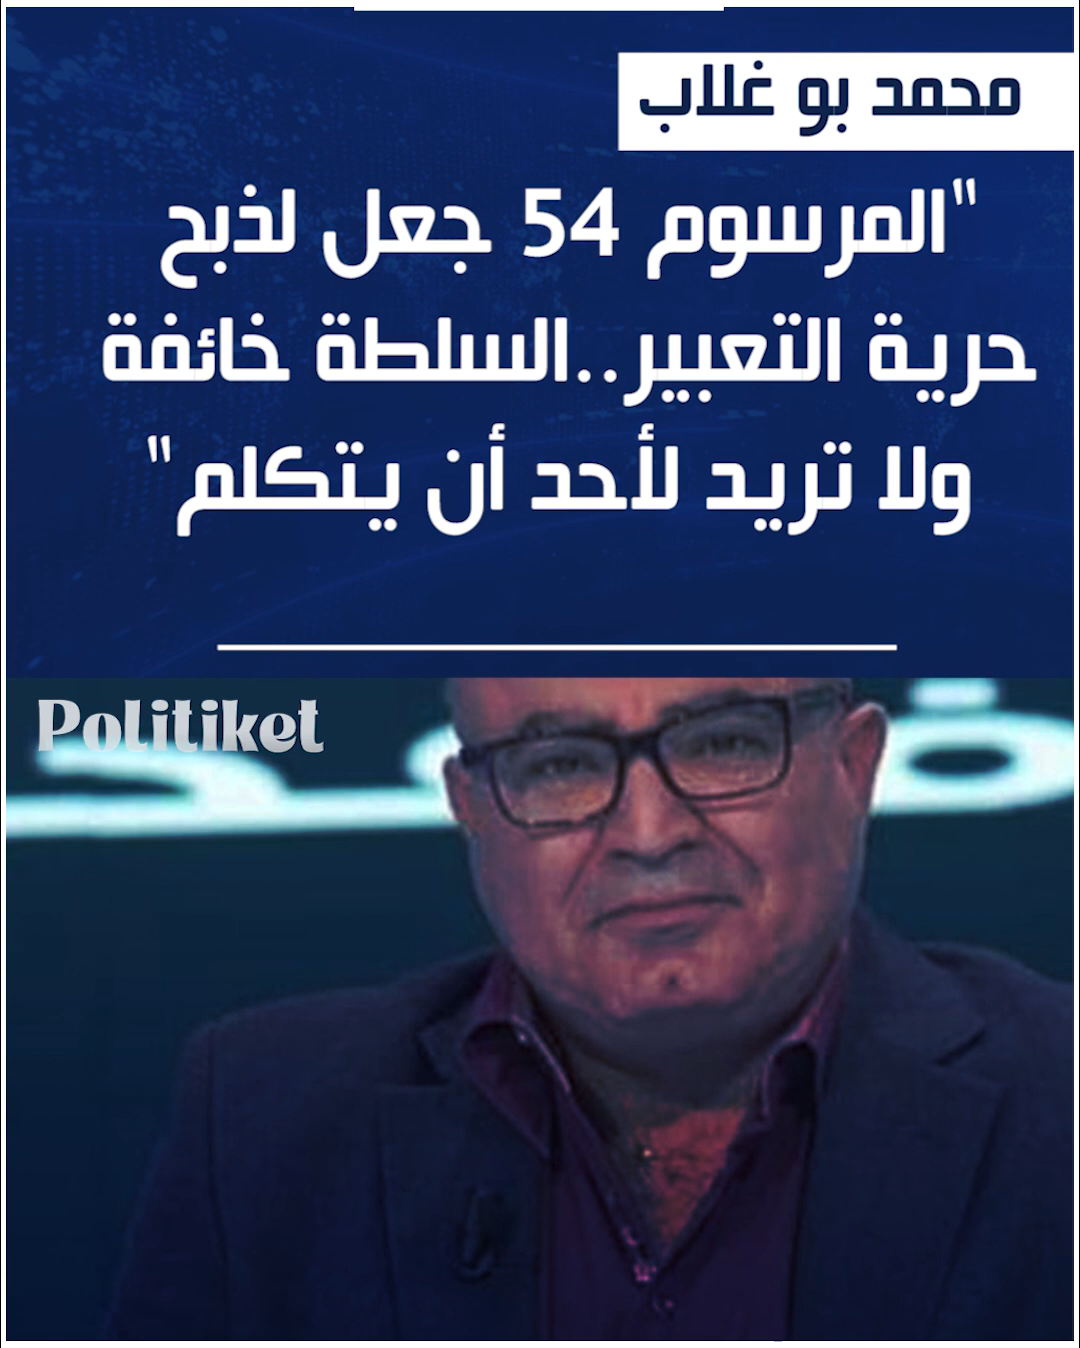 محمد بو غلاب
"المرسوم 54 جعل لذبح
حرية التعبير..السلطة خائفة
ولا تريد لأحد أن يتكلم"
Politiket